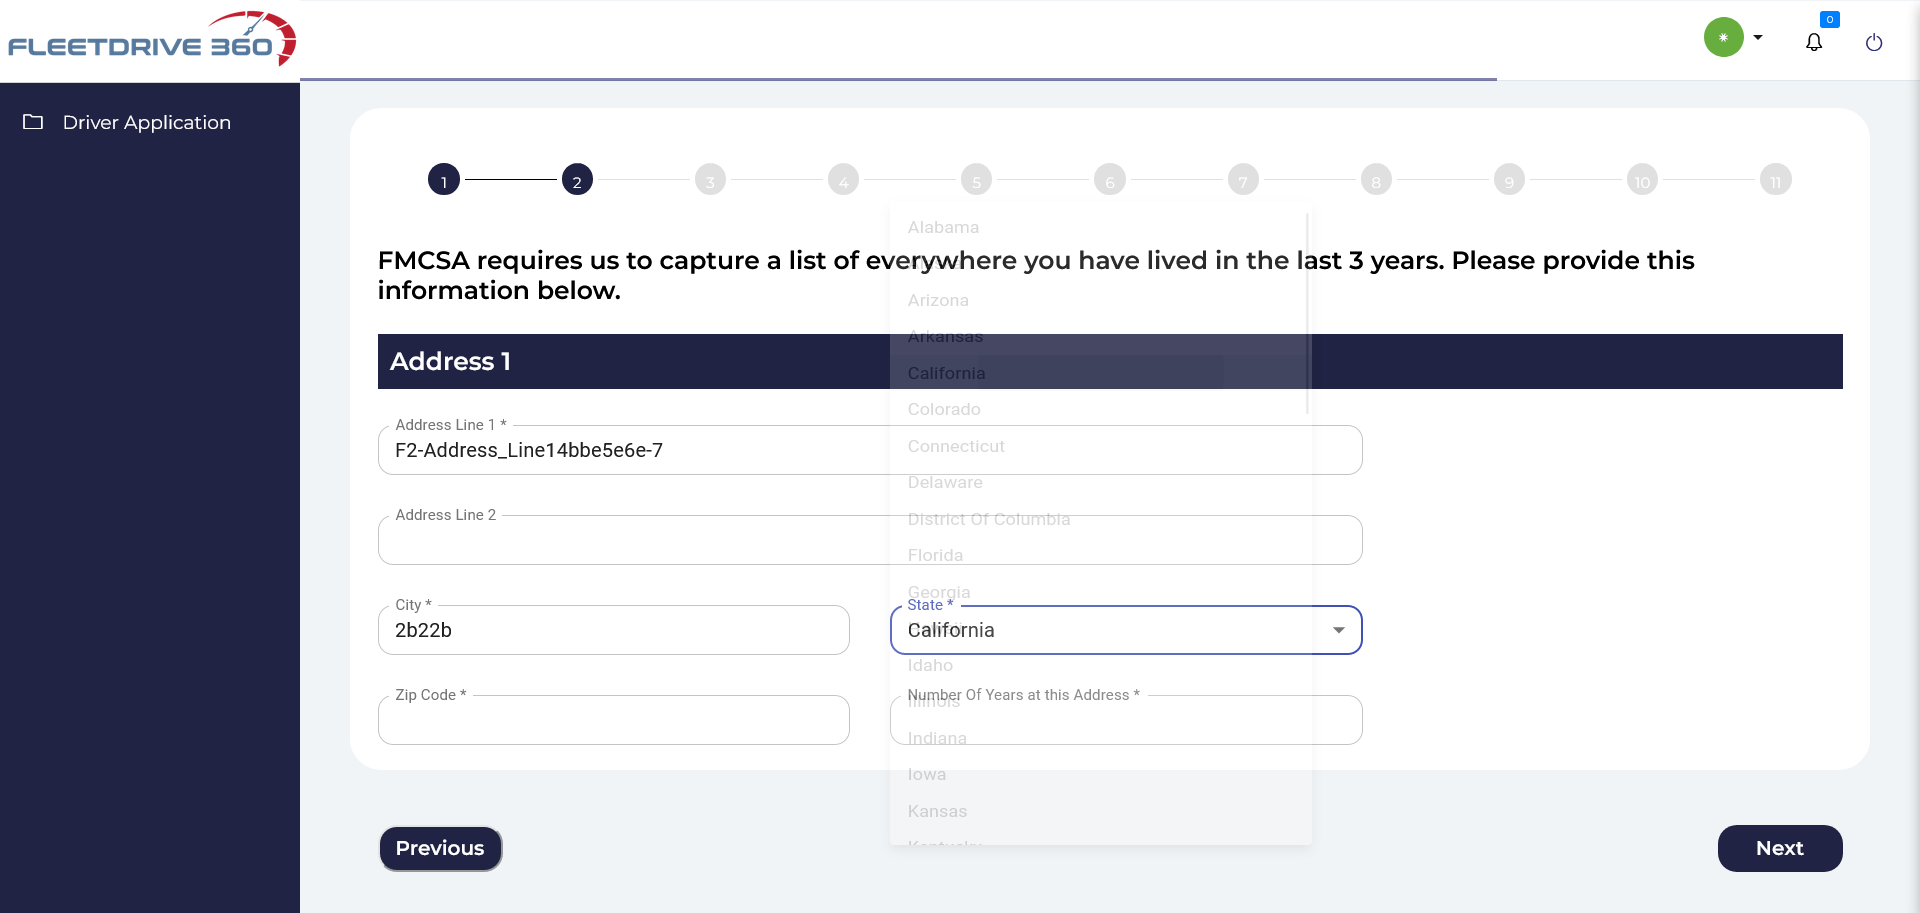 FLEETDRIVE 360
0
Driver Application
1 2 3 4 5 6 7 8 9 10 11
FMCSA requires us to capture a list of everywhere you have lived in the last 3 years. Please provide this
information below.
Address 1
Address Line 1 *
F2-Address_Line14bbe5e6e-7
Address Line 2
City *
2b22b
State *
California
Zip Code *
Number Of Years at this Address *
Alabama
Arizona
Arkansas
California
Colorado
Connecticut
Delaware
District Of Columbia
Florida
Georgia
Hawaii
Idaho
Illinois
Indiana
Iowa
Kansas
Kentucky
Previous
Next